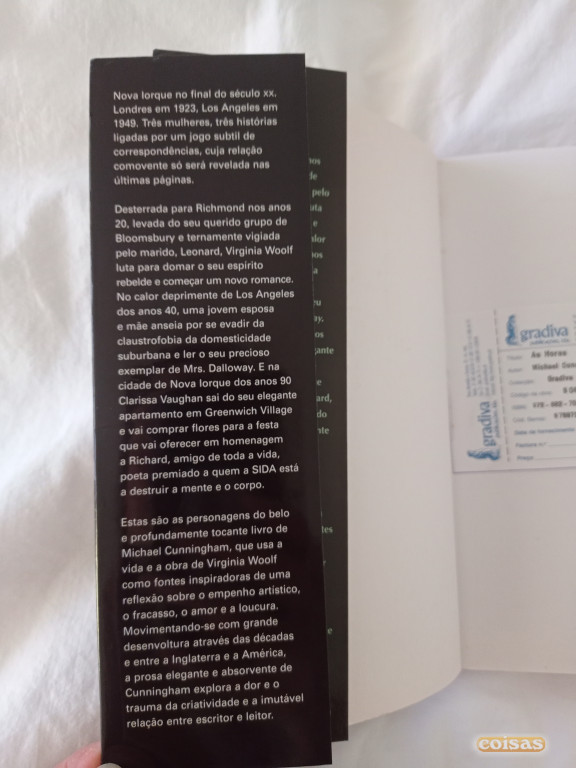 Nova Iorque no final do século XX.
Londres em 1923, Los Angeles em
1949. Três mulheres, três histórias
ligadas por um jogo subtil de
correspondências, cuja relação
comovente só será revelada nas
últimas páginas.
Desterrada para Richmond nos anos
20, levada do seu querido grupo de
Bloomsbury e ternamente vigiada
pelo marido, Leonard, Virginia Woolf
luta para domar o seu espírito
rebelde e começar um novo romance.
No calor deprimente de Los Angeles
dos anos 40, uma jovem esposa
e mãe anseia por se evadir da
claustrofobia da domesticidade
suburbana e ler o seu precioso
exemplar de Mrs. Dalloway. E na
cidade de Nova Iorque dos anos 90
Clarissa Vaughan sai do seu elegante
apartamento em Greenwich Village
e vai comprar flores para a festa
que vai oferecer em homenagem
a Richard, amigo de toda a vida,
poeta premiado a quem a SIDA está
a destruir a mente e o corpo.
Estas são as personagens do belo
e profundamente tocante livro de
Michael Cunningham, que usa a
vida e a obra de Virginia Woolf
como fontes inspiradoras de uma
reflexão sobre o empenho artístico,
o fracasso, o amor e a loucura.
Movimentando-se com grande
desenvoltura através das décadas
e entre a Inglaterra e a América,
a prosa elegante e absorvente de
Cunningham explora a dor e o
trauma da criatividade e a imutável
relação entre escritor e leitor.
gradiva
As Horas
Michael
Gradiva
gradiva
coisas